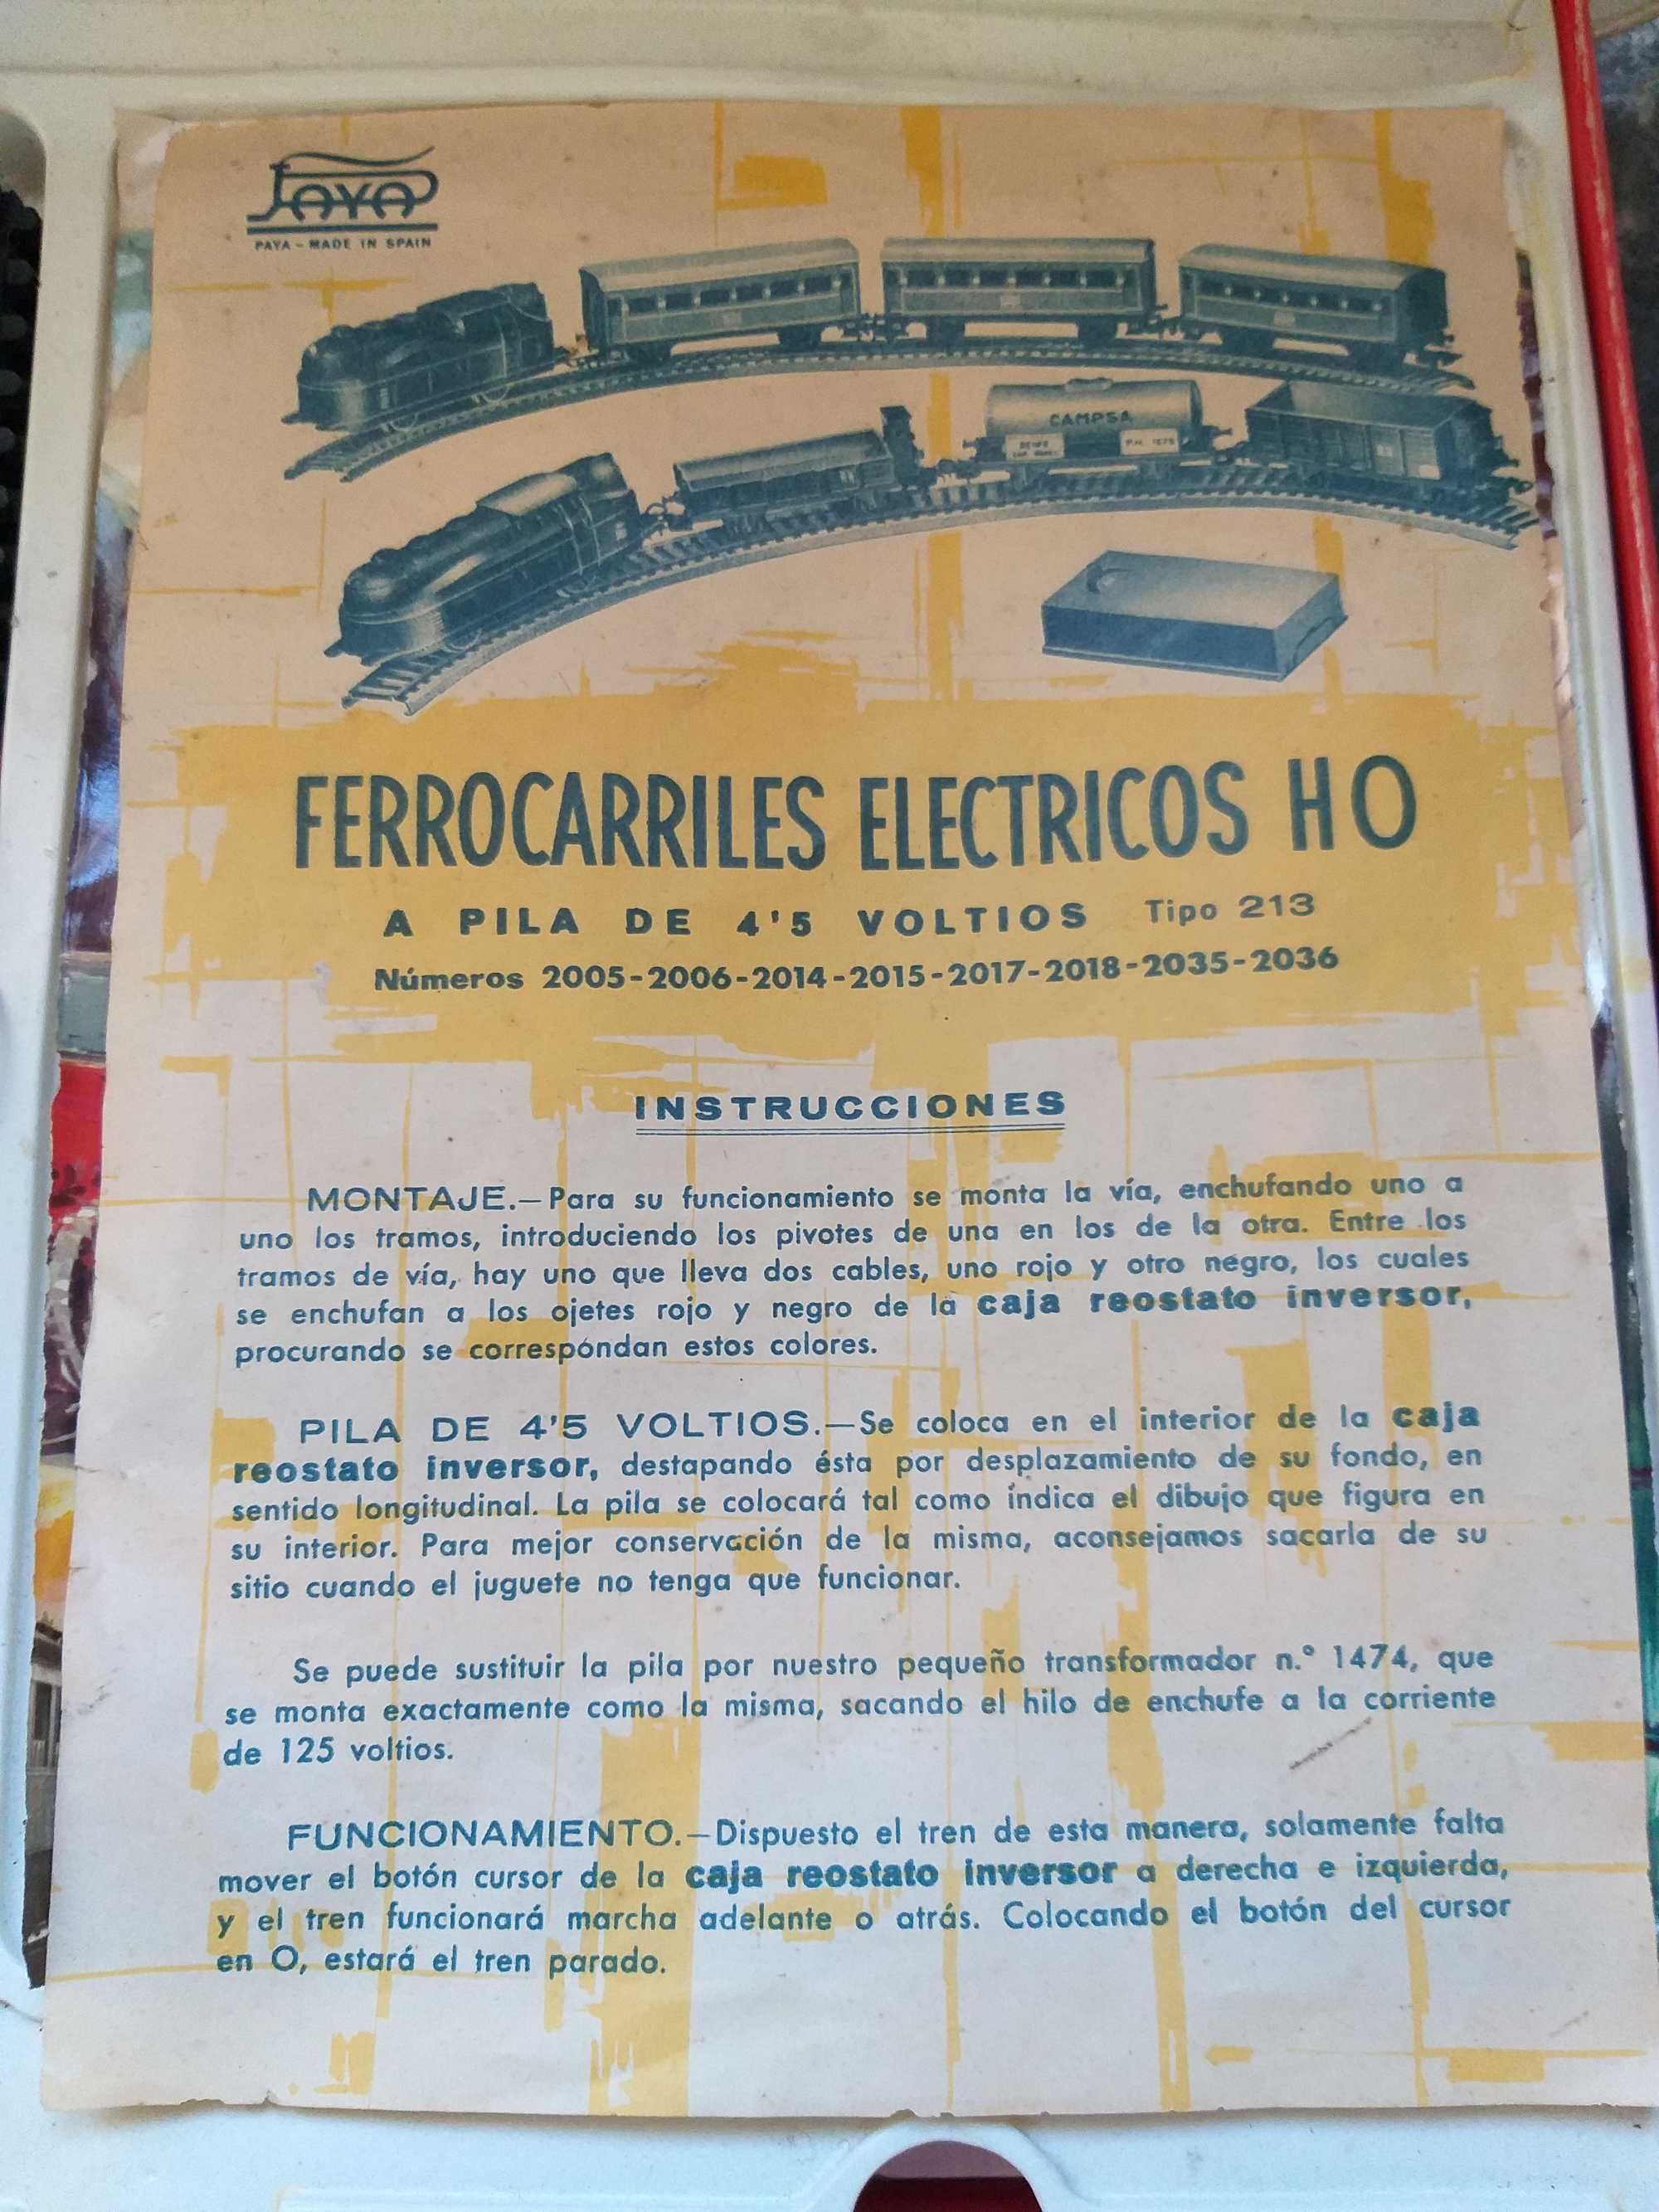 PAYA
PAYA - MADE IN SPAIN
CAMPSA
RENFE
FERROCARRILES ELECTRICOS HO
A PILA DE 4'5 VOLTIOS Tipo 213
Números 2005-2006-2014-2015-2017-2018-2035-2036
INSTRUCCIONES
MONTAJE.—Para su funcionamiento se monta la vía, enchufando uno a
uno los tramos, introduciendo los pivotes de una en los de la otra. Entre los
tramos de vía, hay uno que lleva dos cables, uno rojo y otro negro, los cuales
se enchufan a los ojetes rojo y negro de la caja reostato inversor,
procurando se correspóndan estos colores.
PILA DE 4'5 VOLTIOS.—Se coloca en el interior de la caja
reostato inversor, destapando ésta por desplazamiento de su fondo, en
sentido longitudinal. La pila se colocará tal como índica el dibujo que figura en
su interior. Para mejor conservación de la misma, aconsejamos sacarla de su
sitio cuando el juguete no tenga que funcionar.
Se puede sustituir la pila por nuestro pequeño transformador n.º 1474, que
se monta exactamente como la misma, sacando el hilo de enchufe a la corriente
de 125 voltios.
FUNCIONAMIENTO.—Dispuesto el tren de esta manera, solamente falta
mover el botón cursor de la caja reostato inversor a derecha e izquierda,
y el tren funcionará marcha adelante o atrás. Colocando el botón del cursor
en O, estará el tren parado.